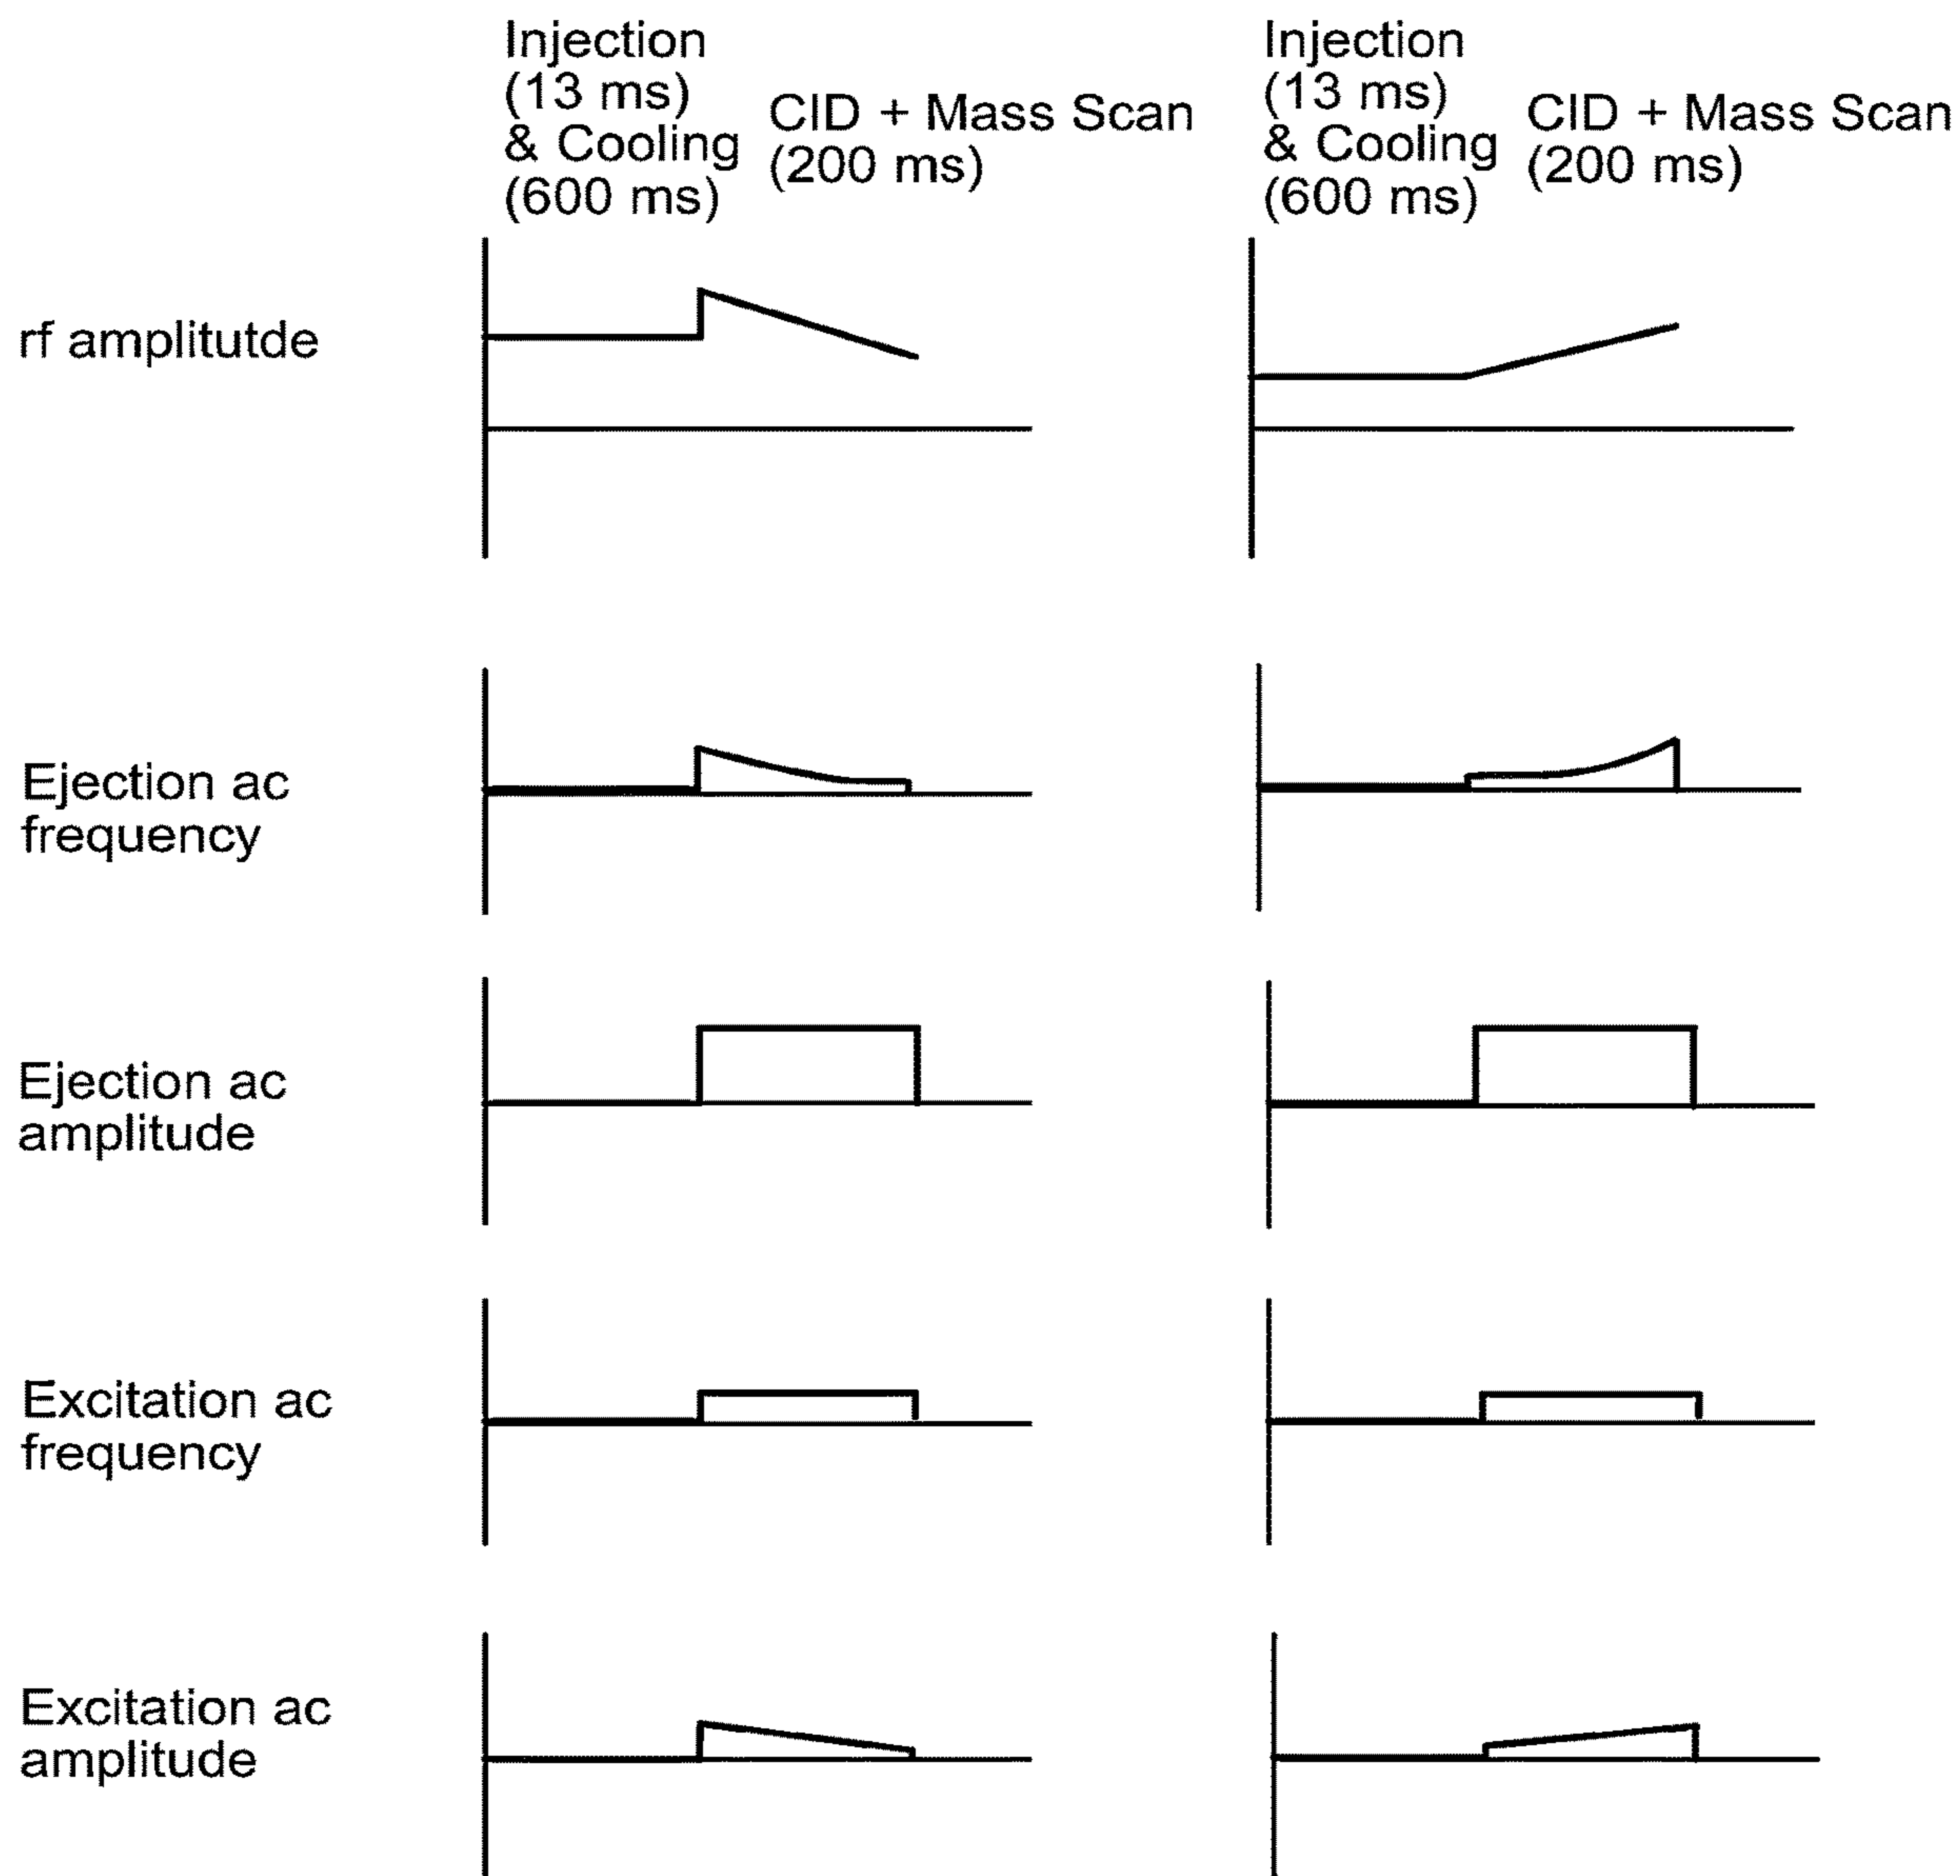 Injection
(13 ms)
& Cooling
(600 ms)
CID + Mass Scan
(200 ms)
Injection
(13 ms)
& Cooling
(600 ms)
CID + Mass Scan
(200 ms)
rf amplitutde
Ejection ac
frequency
Ejection ac
amplitude
Excitation ac
frequency
Excitation ac
amplitude